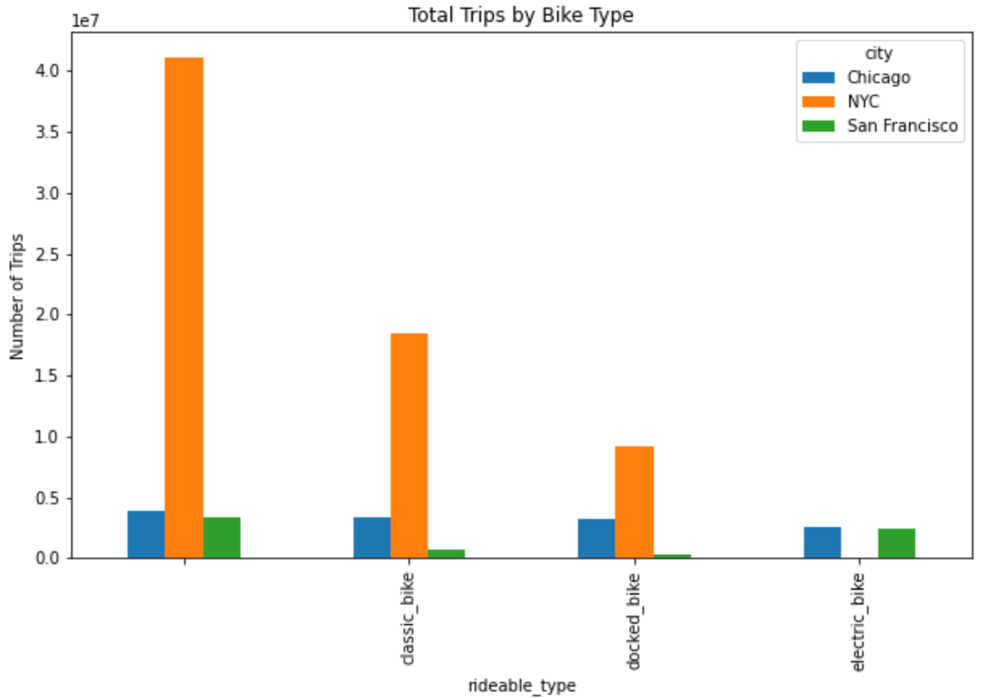 Total Trips by Bike Type
1e7
4.0
3.5
3.0
2.5
2.0
1.5
1.0
0.5
0.0
Number of Trips
city
Chicago
NYC
San Francisco
classic_bike
docked_bike
electric_bike
rideable_type